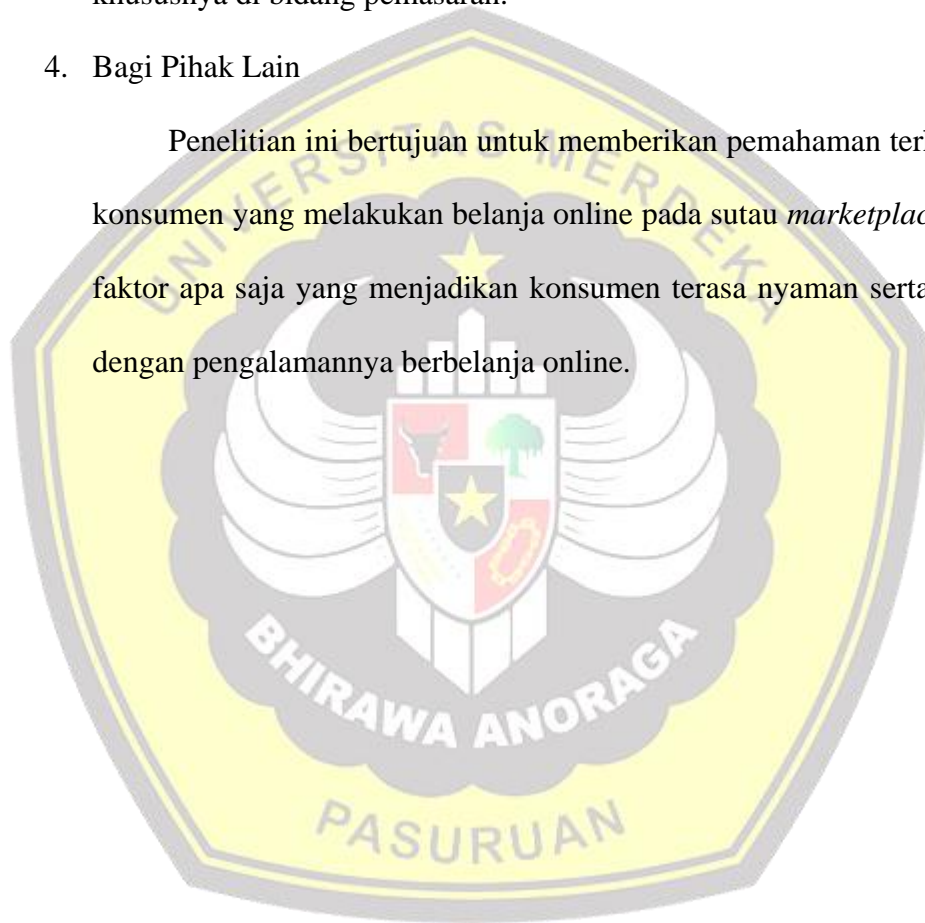 khususnya di bidang pemasaran.
4. Bagi Pihak Lain
Penelitian ini bertujuan untuk memberikan pemahaman
konsumen yang melakukan belanja online pada sutau
faktor apa saja yang menjadikan konsumen terasa nyaman serta
dengan pengalamannya berbelanja online.
UNIVERSITAS MERDEKA
BHIRAWA ANORAGA
PASURUAN